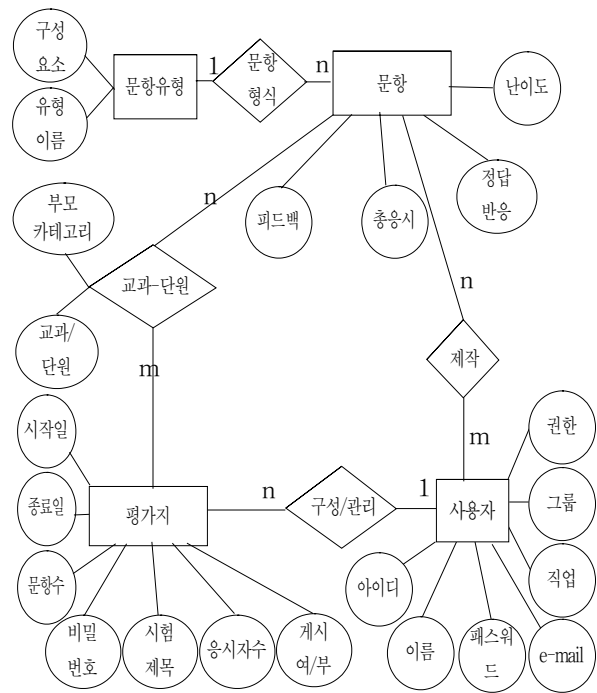 구성
요소
유형
이름
문항유형
1
문항
형식
n
문항
난이도
부모
카테고리
n
피드백
총응시
정답
반응
교과-단원
교과/
단원
n
제작
m
m
시작일
종료일
문항수
평가지
n
구성/관리
1
사용자
권한
그룹
직업
e-mail
아이디
이름
패스워
드
비밀
번호
시험
제목
응시자수
게시
여/부